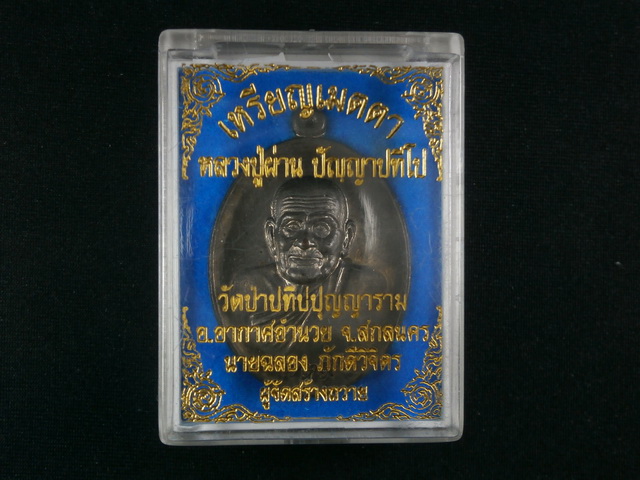 เหรียญเมตตา
หลวงปู่ผ่าน ปัญญาปทีโป
วัดป่าปทีปปุญญาราม
อ.อากาศอำนวย จ.สกลนคร
นายฉลอง ภักดีวิจิตร
ผู้จัดสร้างถวาย